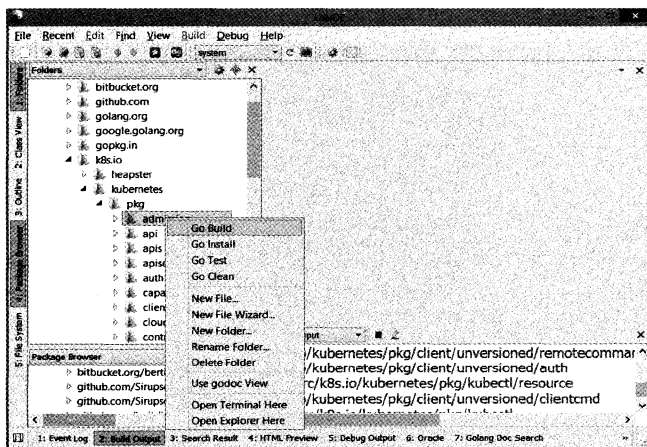 File Recent Edit Find View Build Debug Help
system
Folders
1: Folders
2: Class View
3: Outline
4: Package Browser
5: File System
bitbucket.org
github.com
golang.org
google.golang.org
gopkg.in
k8s.io
heapster
kubernetes
pkg
api
apis
auth
Go Build
Go Install
Go Test
Go Clean
New File...
New File Wizard...
New Folder...
Rename Folder...
Delete Folder
Use godoc View
Open Terminal Here
Open Explorer Here
Package Browser
bitbucket.org/bert
github.com/Sirups
github.com/Sirups
/kubernetes/pkg/client/unversioned/remotecommar
/kubernetes/pkg/client/unversioned/auth
rc/k8s.io/kubernetes/pkg/kubectl/resource
/kubernetes/pkg/client/unversioned/clientcmd
1: Event Log 2: Build Output 3: Search Result 4: HTML Preview 5: Debug Output 6: Oracle 7: Golang Doc Search